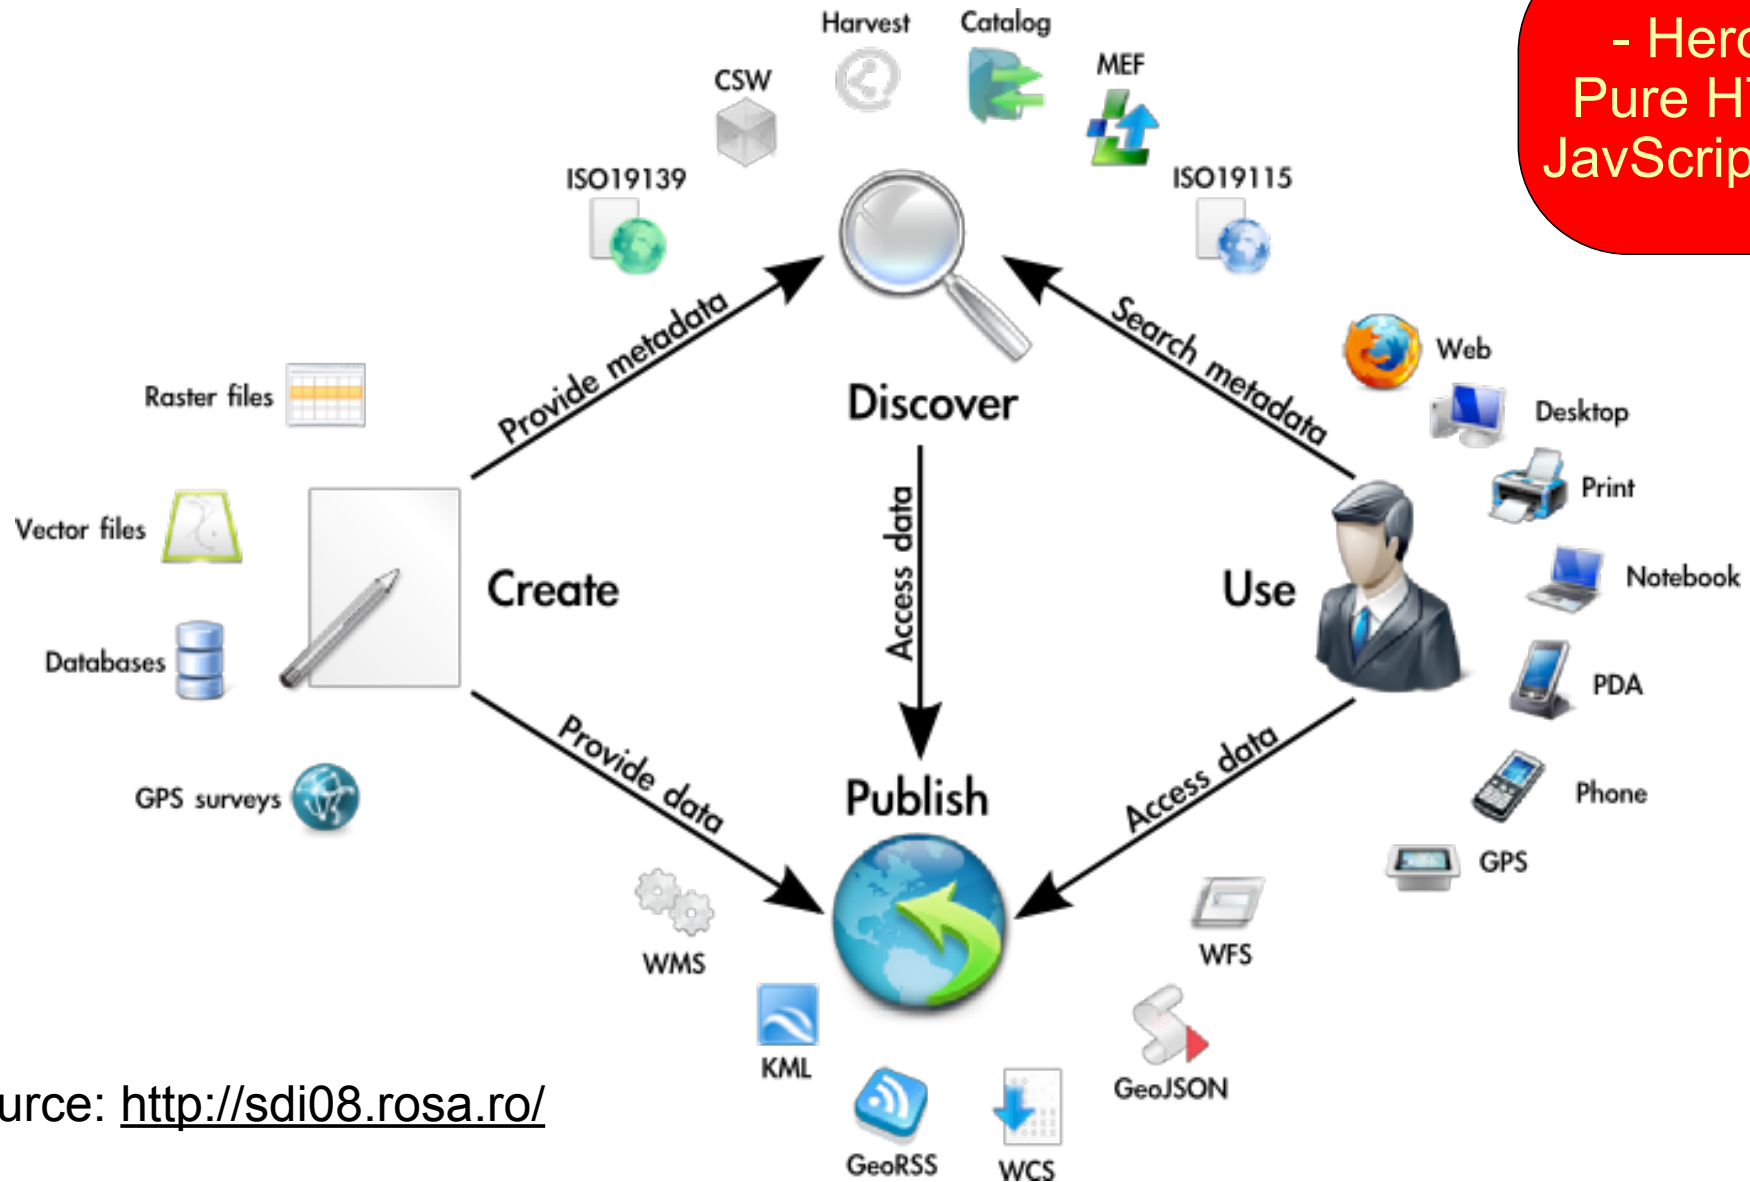 Harvest
Catalog
CSW
MEF
ISO19139
ISO19115
- Hero
Pure HT
JavScrip
Provide metadata
Search metadata
Web
Raster files
Discover
Desktop
Print
Vector files
Access data
Create
Use
Notebook
Databases
PDA
Provide data
Access data
GPS surveys
Publish
Phone
GPS
WMS
WFS
KML
GeoJSON
urce: http://sdi08.rosa.ro/
GeoRSS
WCS